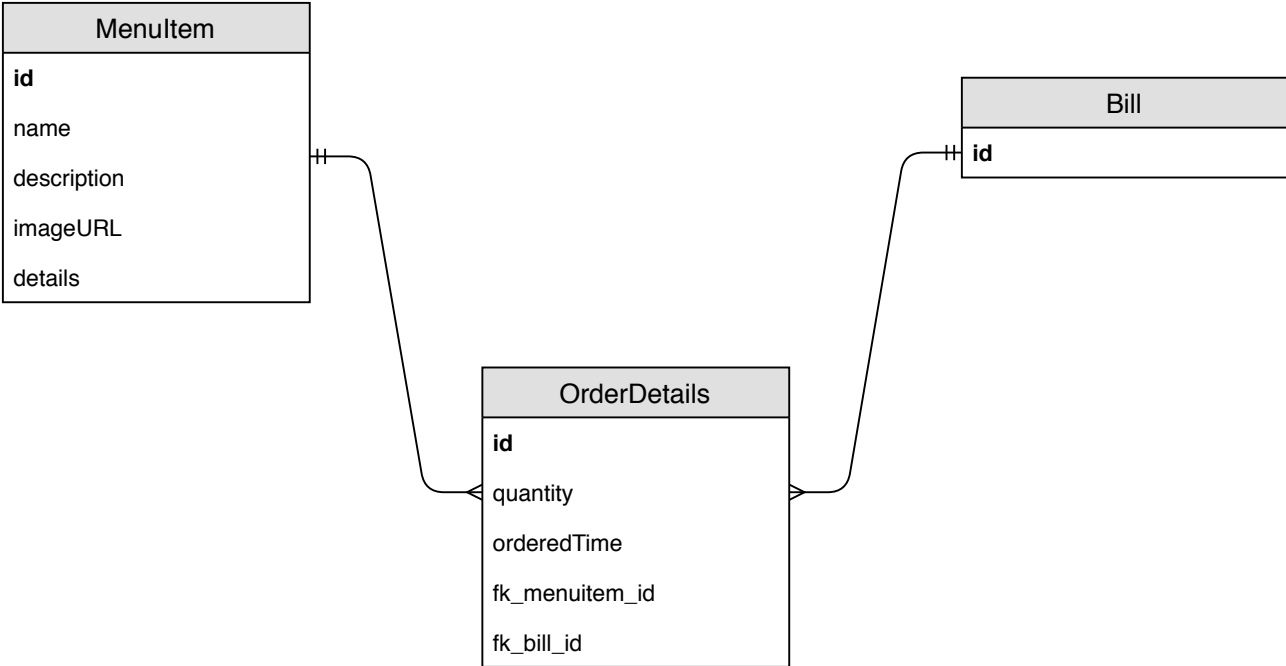 MenuItem
id
name
description
imageURL
details
Bill
id
OrderDetails
id
quantity
orderedTime
fk_menuitem_id
fk_bill_id